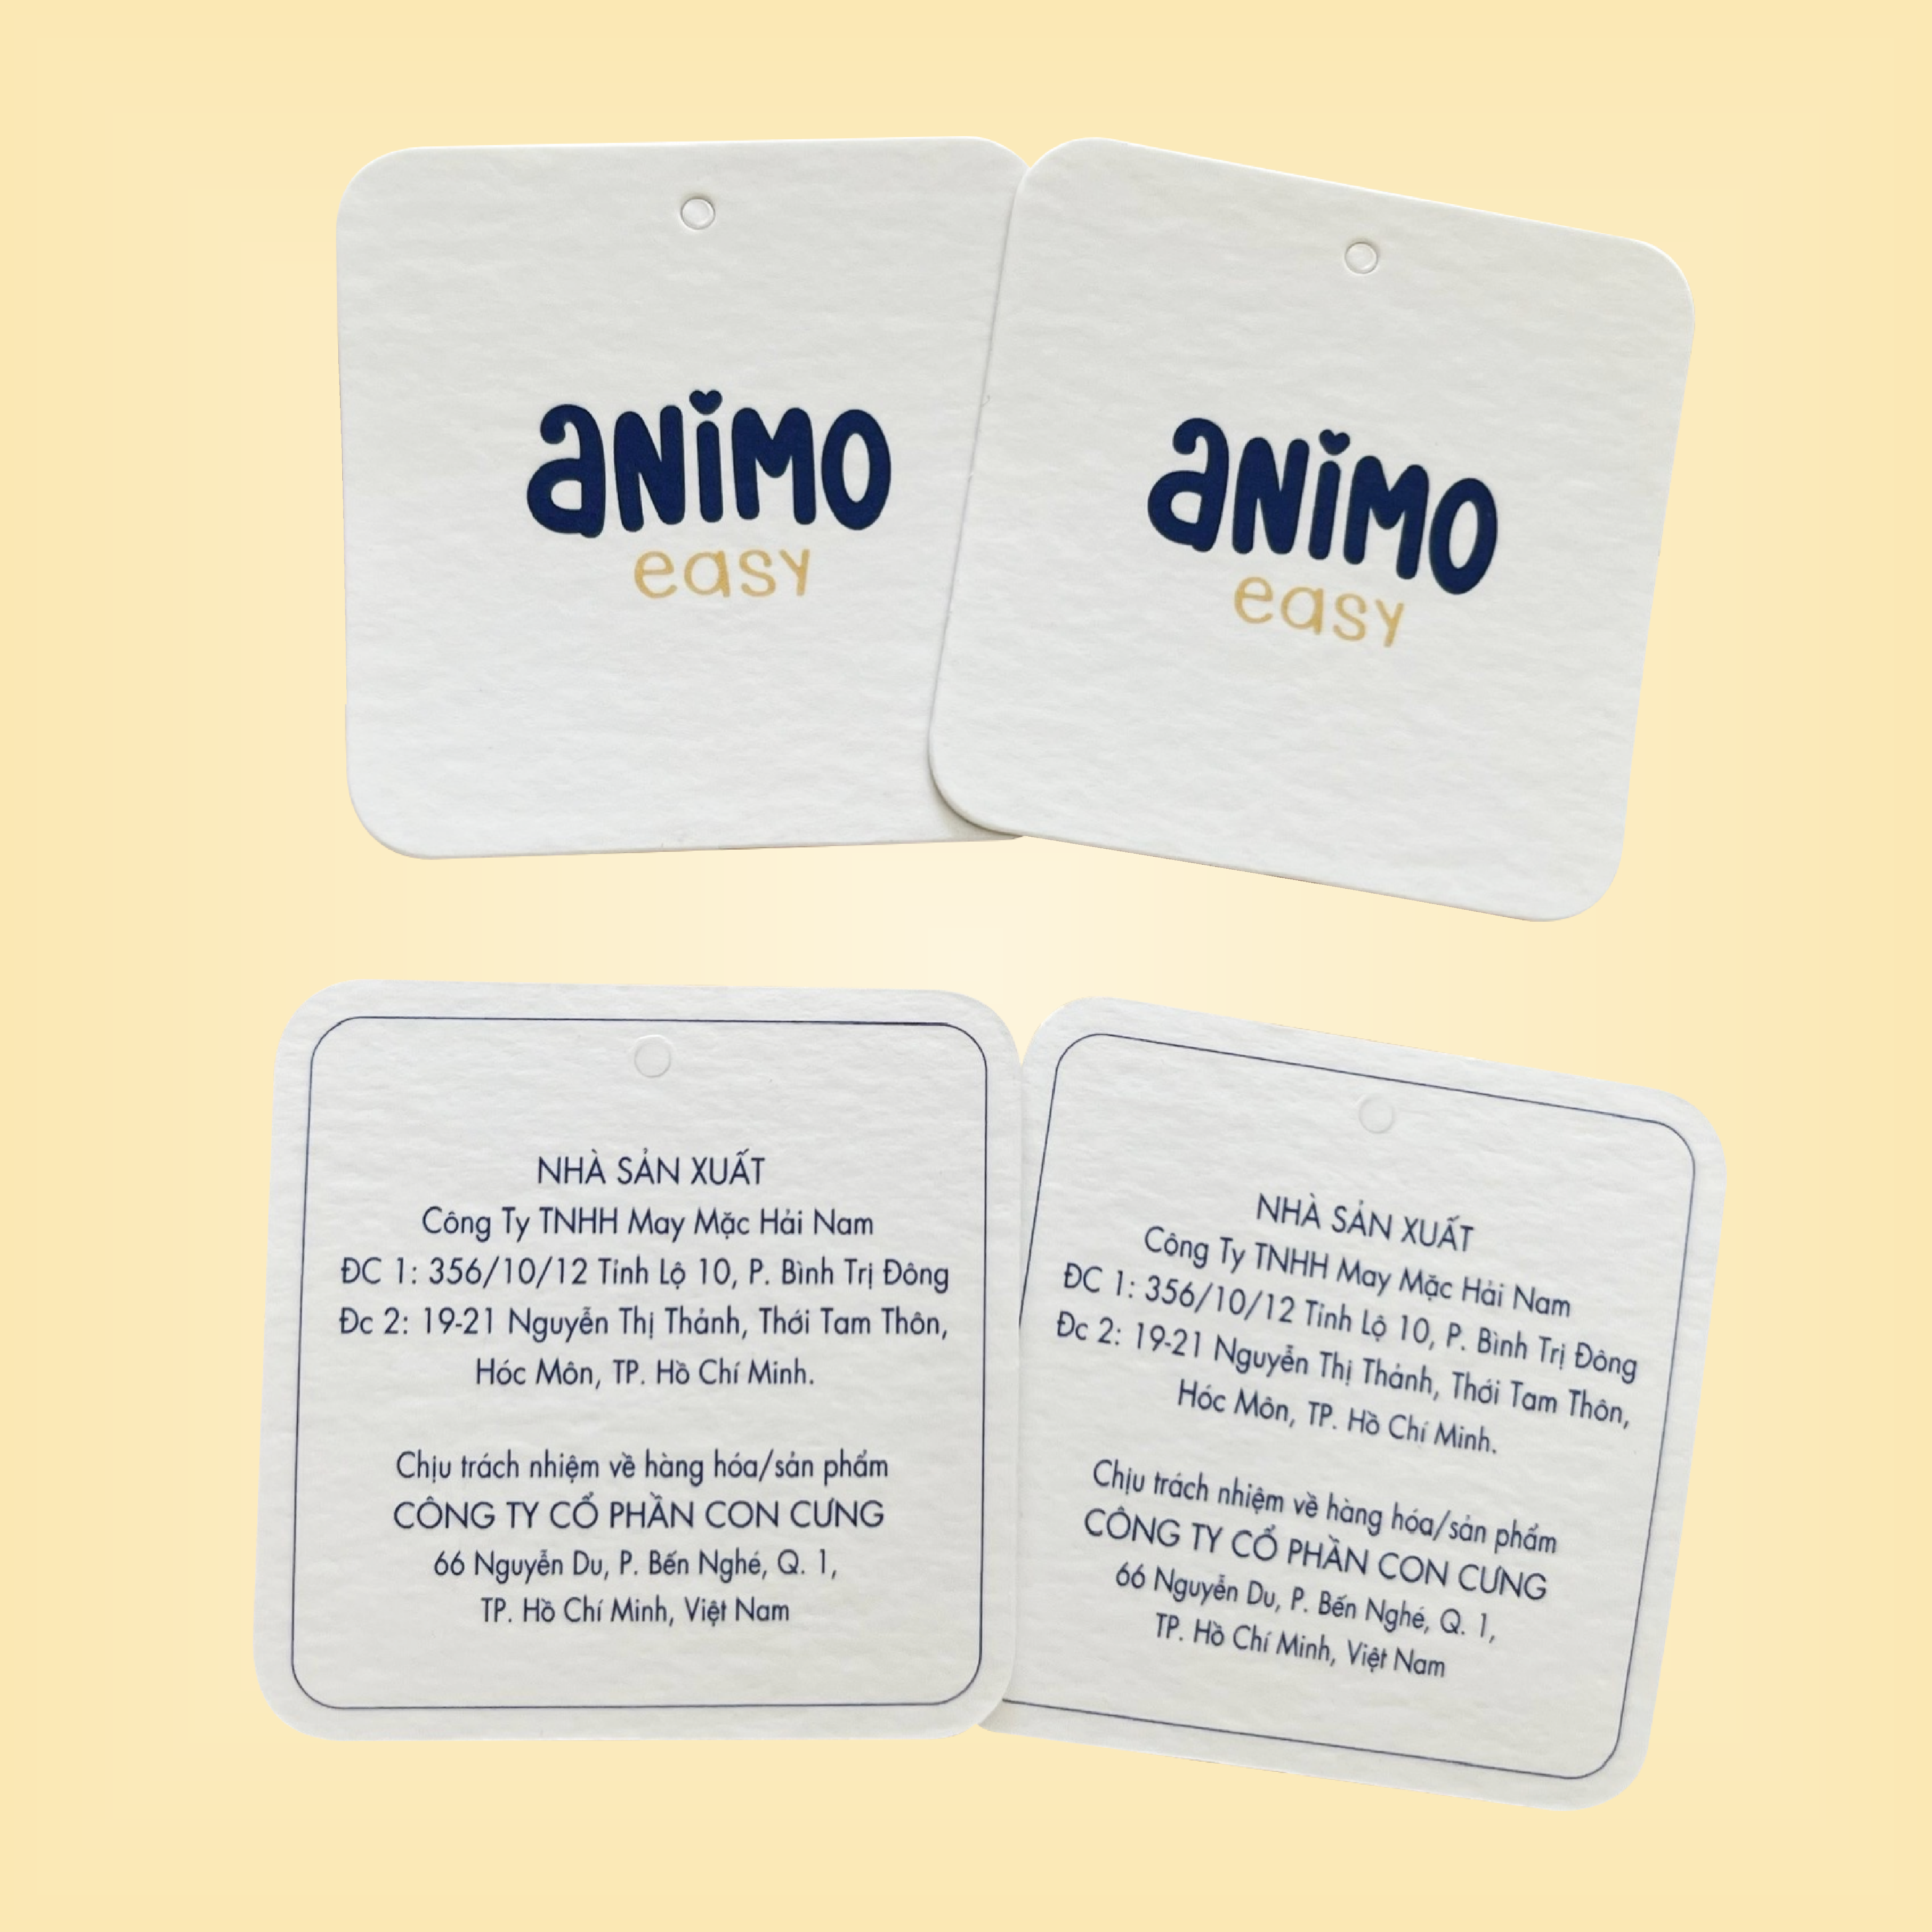 aNiMO
easy
aNiMO
easy
NHÀ SẢN XUẤT
Công Ty TNHH May Mặc Hải Nam
ĐC 1: 356/10/12 Tỉnh Lộ 10, P. Bình Trị Đông
Đc 2: 19-21 Nguyễn Thị Thảnh, Thới Tam Thôn,
Hóc Môn, TP. Hồ Chí Minh.
Chịu trách nhiệm về hàng hóa/sản phẩm
CÔNG TY CỔ PHẦN CON CƯNG
66 Nguyễn Du, P. Bến Nghé, Q. 1,
TP. Hồ Chí Minh, Việt Nam
NHÀ SẢN XUẤT
Công Ty TNHH May Mặc Hải Nam
ĐC 1: 356/10/12 Tỉnh Lộ 10, P. Bình Trị Đông
Đc 2: 19-21 Nguyễn Thị Thảnh, Thới Tam Thôn,
Hóc Môn, TP. Hồ Chí Minh.
Chịu trách nhiệm về hàng hóa/sản phẩm
CÔNG TY CỔ PHẦN CON CƯNG
66 Nguyễn Du, P. Bến Nghé, Q. 1,
TP. Hồ Chí Minh, Việt Nam